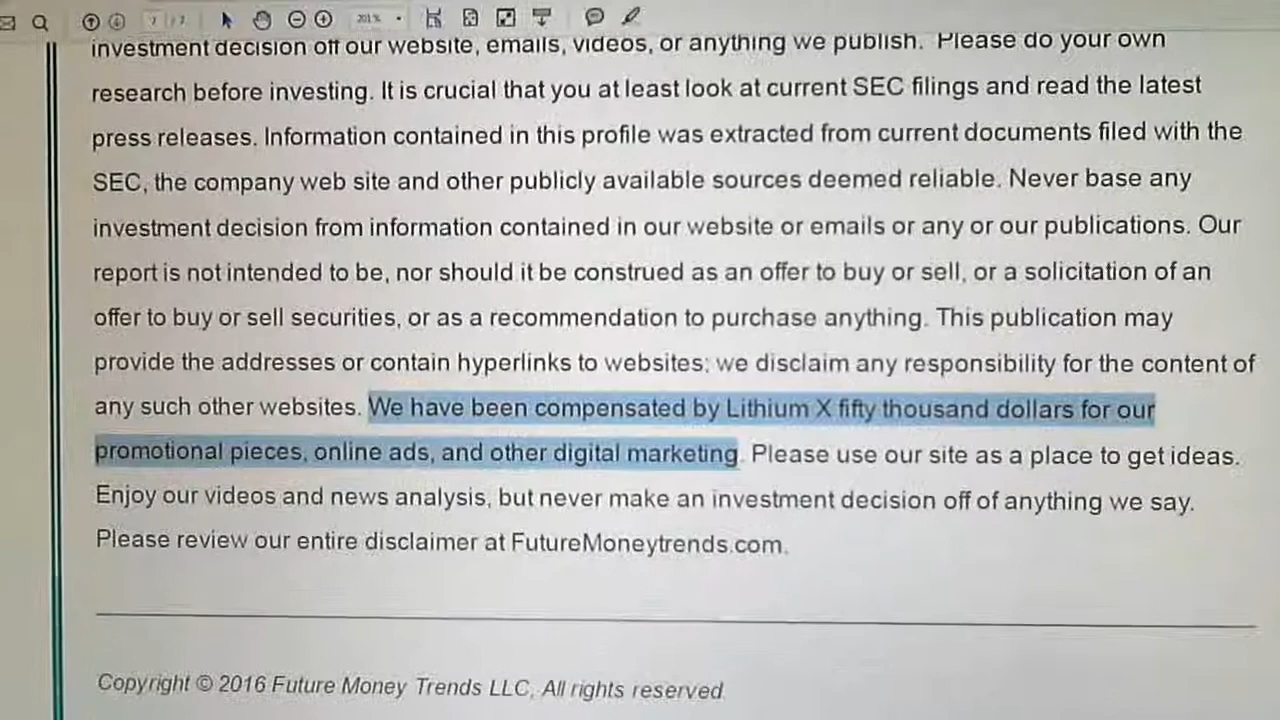 7 / 7
201%
investment decision off our website, emails, videos, or anything we publish. Please do your own
research before investing. It is crucial that you at least look at current SEC filings and read the latest
press releases. Information contained in this profile was extracted from current documents filed with the
SEC, the company web site and other publicly available sources deemed reliable. Never base any
investment decision from information contained in our website or emails or any or our publications. Our
report is not intended to be, nor should it be construed as an offer to buy or sell, or a solicitation of an
offer to buy or sell securities, or as a recommendation to purchase anything. This publication may
provide the addresses or contain hyperlinks to websites; we disclaim any responsibility for the content of
any such other websites. We have been compensated by Lithium X fifty thousand dollars for our
promotional pieces, online ads, and other digital marketing. Please use our site as a place to get ideas.
Enjoy our videos and news analysis, but never make an investment decision off of anything we say.
Please review our entire disclaimer at FutureMoneytrends.com.
Copyright © 2016 Future Money Trends LLC, All rights reserved.